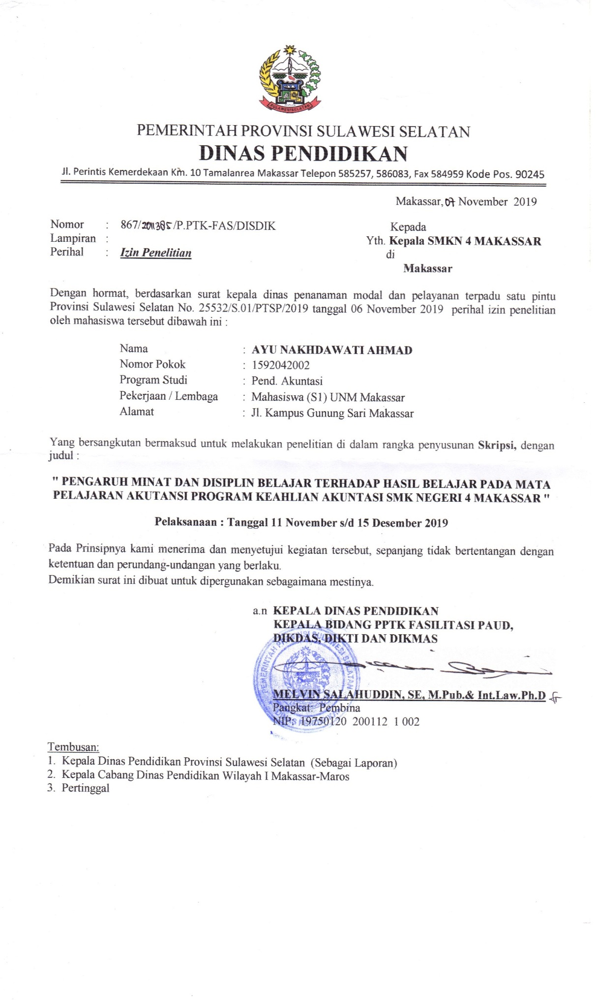 SULAWESI SELATAN
PEMERINTAH PROVINSI SULAWESI SELATAN
DINAS PENDIDIKAN
Jl. Perintis Kemerdekaan Km. 10 Tamalanrea Makassar Telepon 585257, 586083, Fax 584959 Kode Pos. 90245
Makassar, 07 November 2019
Nomor : 867/2011385/P.PTK-FAS/DISDIK
Lampiran :
Perihal : Izin Penelitian
Kepada
Yth. Kepala SMKN 4 MAKASSAR
di
Makassar
Dengan hormat, berdasarkan surat kepala dinas penanaman modal dan pelayanan terpadu satu pintu
Provinsi Sulawesi Selatan No. 25532/S.01/PTSP/2019 tanggal 06 November 2019 perihal izin penelitian
oleh mahasiswa tersebut dibawah ini :
Nama : AYU NAKHDAWATI AHMAD
Nomor Pokok : 1592042002
Program Studi : Pend. Akuntasi
Pekerjaan / Lembaga : Mahasiswa (S1) UNM Makassar
Alamat : Jl. Kampus Gunung Sari Makassar
Yang bersangkutan bermaksud untuk melakukan penelitian di dalam rangka penyusunan Skripsi, dengan
judul :
" PENGARUH MINAT DAN DISIPLIN BELAJAR TERHADAP HASIL BELAJAR PADA MATA
PELAJARAN AKUTANSI PROGRAM KEAHLIAN AKUNTASI SMK NEGERI 4 MAKASSAR "
Pelaksanaan : Tanggal 11 November s/d 15 Desember 2019
Pada Prinsipnya kami menerima dan menyetujui kegiatan tersebut, sepanjang tidak bertentangan dengan
ketentuan dan perundang-undangan yang berlaku.
Demikian surat ini dibuat untuk dipergunakan sebagaimana mestinya.
a.n KEPALA DINAS PENDIDIKAN
KEPALA BIDANG PPTK FASILITASI PAUD,
DIKDAS, DIKTI DAN DIKMAS
PEMERINTAH PROVINSI SULAWESI SELATAN
DINAS PENDIDIKAN
MELVIN SALAHUDDIN, SE, M.Pub.& Int.Law.Ph.D
Pangkat: Pembina
NIP: 19750120 200112 1 002
Tembusan:
1. Kepala Dinas Pendidikan Provinsi Sulawesi Selatan (Sebagai Laporan)
2. Kepala Cabang Dinas Pendidikan Wilayah I Makassar-Maros
3. Pertinggal